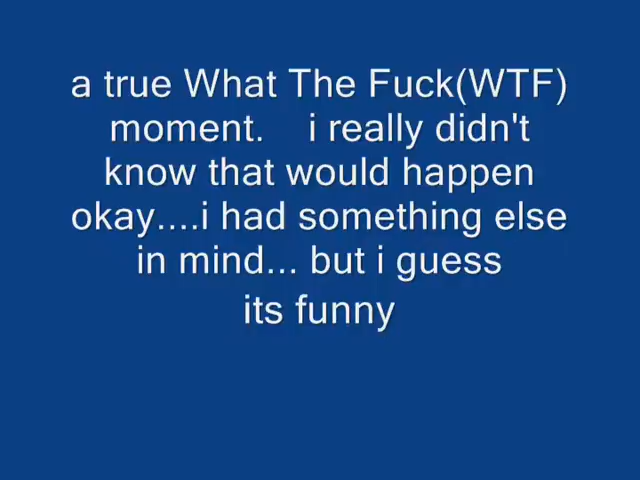 a true What The Fuck(WTF)
moment.    i really didn't
know that would happen
okay....i had something else
in mind... but i guess
its funny